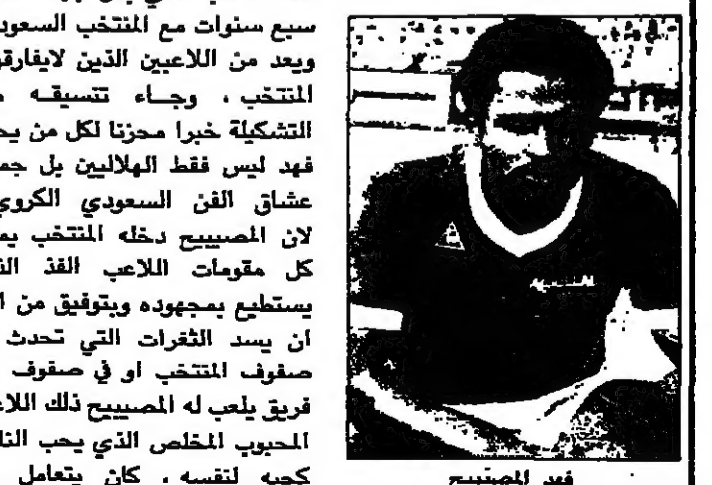 سبع سنوات مع المنتخب السعود
ويعد من اللاعبين الذين لايفارقو
المنتخب ، وجاء تنسيقه م
التشكيلة خبرا محزنا لكل من يح
فهد ليس فقط الهلاليين بل جم
عشاق الفن السعودي الكروي
لان المصيبيح دخله المنتخب يم
كل مقومات اللاعب الفذ الذ
يستطيع بمجهوده وبتوفيق من ا
ان يسد الثغرات التي تحدث
صفوف المنتخب او في صفوف
فريق يلعب له المصيبيح ذلك اللاع
المحبوب المخلص الذي يحب النا
كحبه لنفسه ، كان يتعامل
فهد المصيبيح